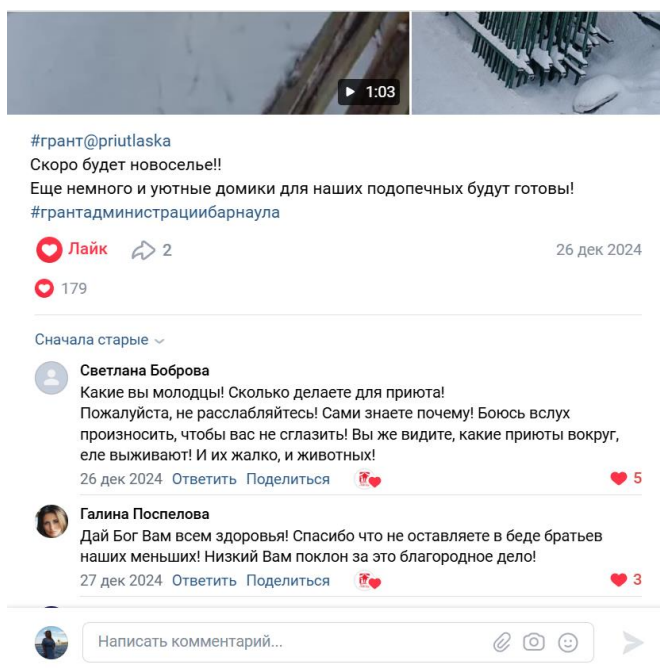 1:03
#грант@priutlaska
Скоро будет новоселье!!
Еще немного и уютные домики для наших подопечных будут готовы!
#грантадминистрациибарнаула
Лайк 2 26 дек 2024
179
Сначала старые
Светлана Боброва
Какие вы молодцы! Сколько делаете для приюта!
Пожалуйста, не расслабляйтесь! Сами знаете почему! Боюсь вслух
произносить, чтобы вас не сглазить! Вы же видите, какие приюты вокруг,
еле выживают! И их жалко, и животных!
26 дек 2024 Ответить Поделиться 5
Галина Поспелова
Дай Бог Вам всем здоровья! Спасибо что не оставляете в беде братьев
наших меньших! Низкий Вам поклон за это благородное дело!
27 дек 2024 Ответить Поделиться 3
Написать комментарий...